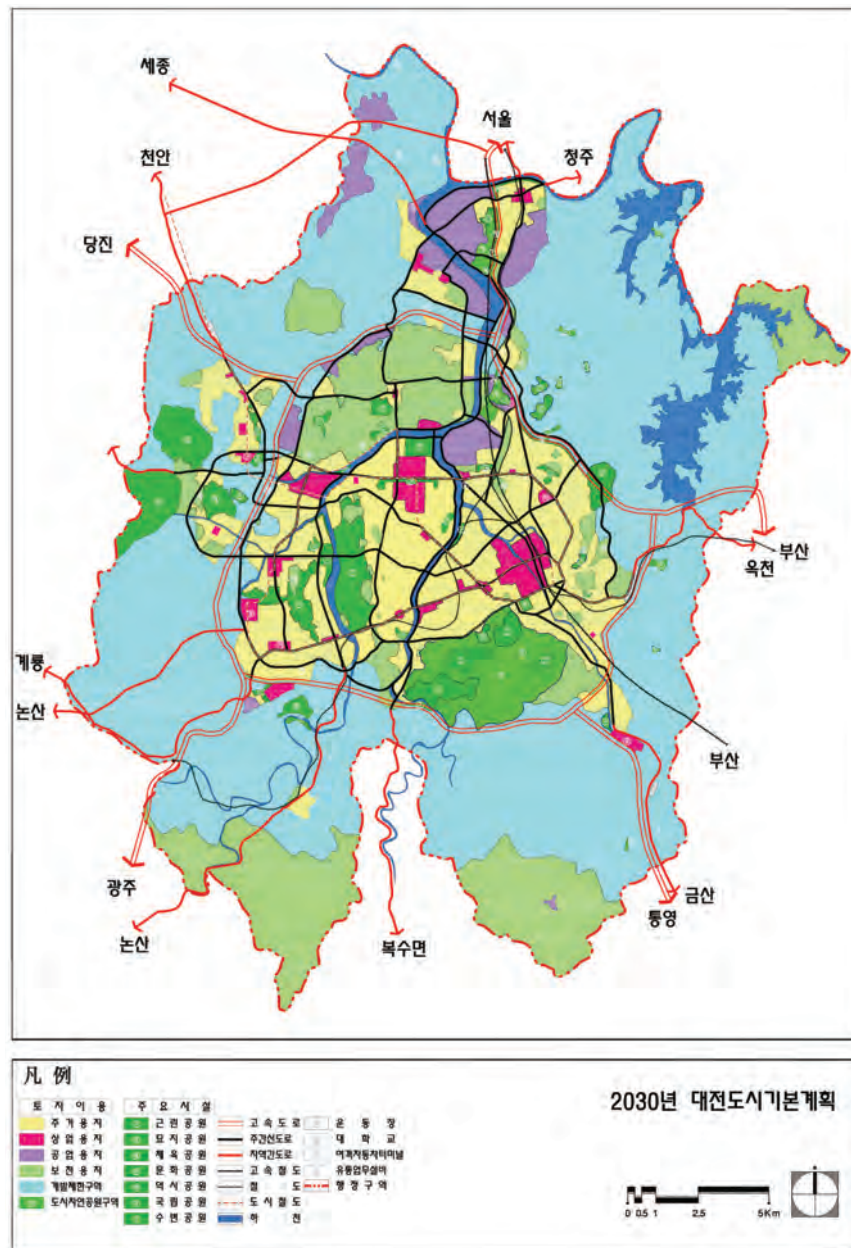 세종
서울
천안
청주
당진
부산
옥천
계룡
논산
부산
광주
금산
통영
논산
복수면
凡例
2030년 대전도시기본계획
토지이용
주요시설
주거용지
근린공원
고속도로
운동장
상업용지
묘지공원
주간선도로
대학교
공업용지
체육공원
지역간도로
여객자동차터미널
보전용지
문화공원
고속철도
유통업무설비
개발제한구역
역사공원
철도
행정구역
도시자연공원구역
국립공원
도시철도
수변공원
하천
0 0.5 1 2.5 5Km